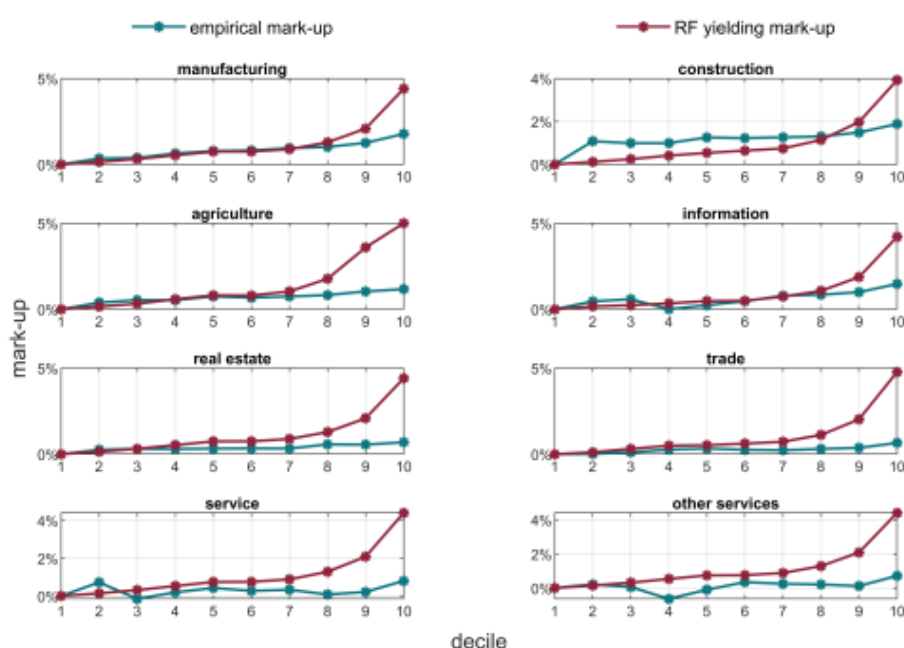 empirical mark-up
RF yielding mark-up
manufacturing
5%
0%
1 2 3 4 5 6 7 8 9 10
construction
4%
2%
0%
1 2 3 4 5 6 7 8 9 10
agriculture
5%
0%
1 2 3 4 5 6 7 8 9 10
information
5%
0%
1 2 3 4 5 6 7 8 9 10
mark-up
real estate
5%
0%
1 2 3 4 5 6 7 8 9 10
trade
5%
0%
1 2 3 4 5 6 7 8 9 10
service
4%
2%
0%
1 2 3 4 5 6 7 8 9 10
other services
4%
2%
0%
1 2 3 4 5 6 7 8 9 10
decile